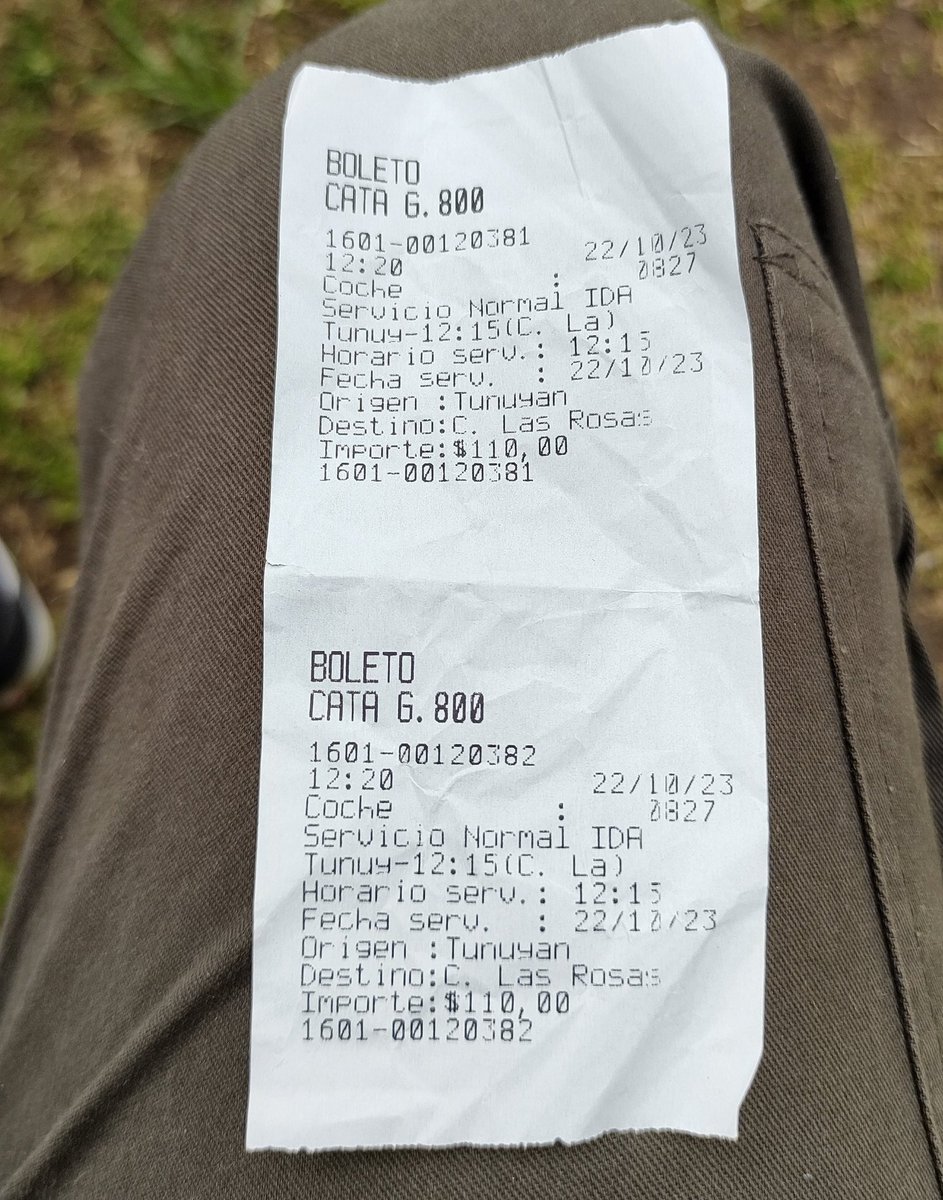 BOLETO
CATA G.800
1601-00120381 22/10/23
12:20 0827
Coche :
Servicio Normal IDA
Tunuy-12:15(C. La)
Horario serv.: 12:15
Fecha serv. : 22/10/23
Origen :Tunuyan
Destino:C. Las Rosas
Importe:$110,00
1601-00120381
BOLETO
CATA G.800
1601-00120382
12:20 22/10/23
Coche : 0827
Servicio Normal IDA
Tunuy-12:15(C. La)
Horario serv.: 12:15
Fecha serv. : 22/10/23
Origen :Tunuyan
Destino:C. Las Rosas
Importe:$110,00
1601-00120382